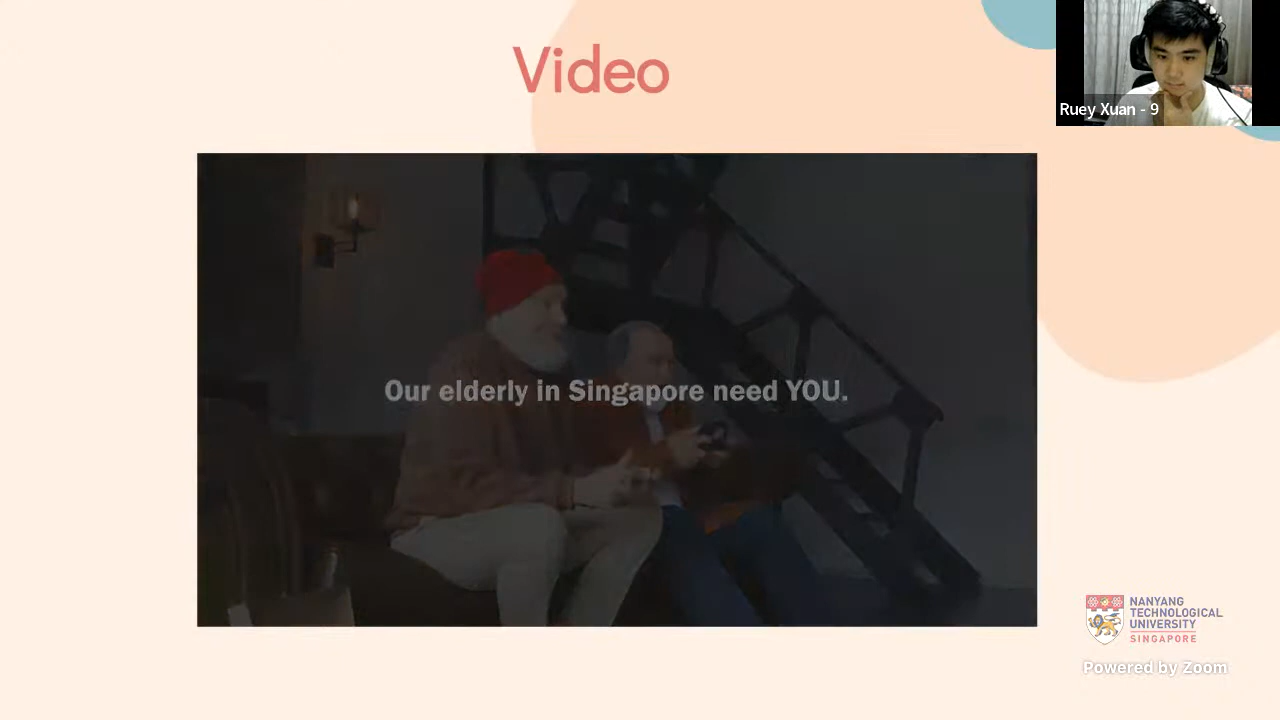 Video
Ruey Xuan - 9
Our elderly in Singapore need YOU.
NANYANG
TECHNOLOGICAL
UNIVERSITY
SINGAPORE
Powered by Zoom